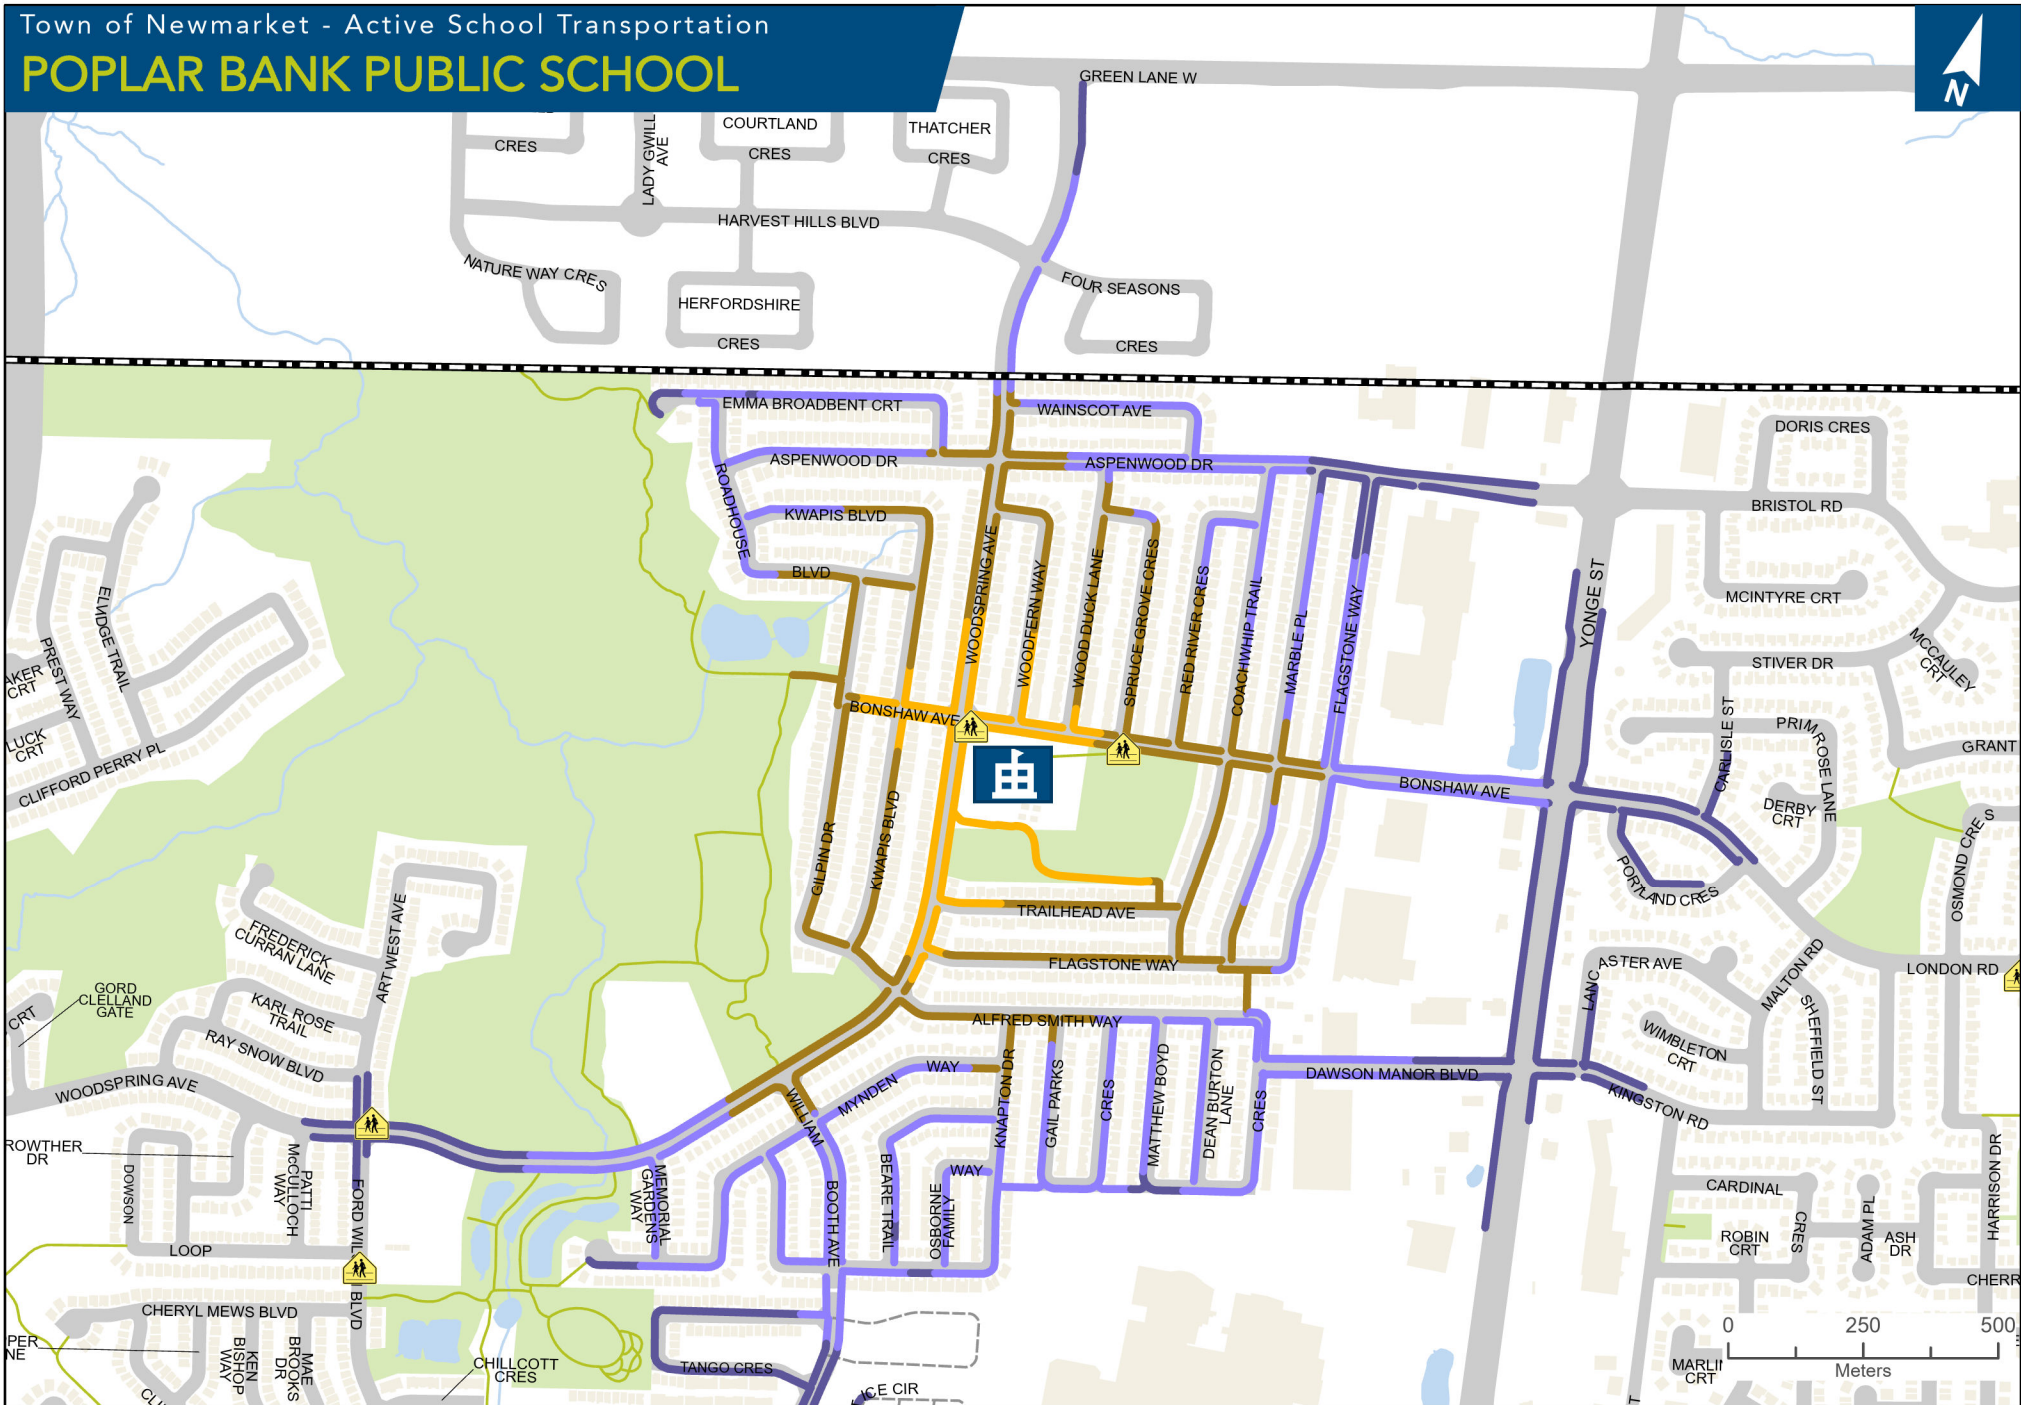 Town of Newmarket - Active School Transportation
POPLAR BANK PUBLIC SCHOOL
N
GREEN LANE W
COURTLAND
CRES
THATCHER
CRES
CRES
LADY GWILL
AVE
HARVEST HILLS BLVD
NATURE WAY CRES
HERFORDSHIRE
CRES
FOUR SEASONS
CRES
EMMA BROADBENT CRT
WAINSCOT AVE
DORIS CRES
ASPENWOOD DR
ASPENWOOD DR
ROADHOUSE
BLVD
KWAPIS BLVD
BRISTOL RD
WOODSPRING AVE
WOODFERN WAY
WOOD DUCK LANE
SPRUCE GROVE CRES
RED RIVER CRES
COACHWHIP TRAIL
MARBLE PL
FLAGSTONE WAY
YONGE ST
MCINTYRE CRT
STIVER DR
MCCAULEY
CRT
ELVIDGE TRAIL
PREST WAY
AKER
CRT
LUCK
CRT
CLIFFORD PERRY PL
BONSHAW AVE
BONSHAW AVE
CARLISLE ST
PRIMROSE LANE
GRANT
DERBY
CRT
PORTLAND CRES
OSMOND CRES
GILPIN DR
KWAPIS BLVD
TRAILHEAD AVE
FLAGSTONE WAY
FREDERICK
CURRAN LANE
ART WEST AVE
KARL ROSE
TRAIL
RAY SNOW BLVD
GORD
CLELLAND
GATE
CRT
WOODSPRING AVE
ASTER AVE
LANC
MALTON RD
SHEFFIELD ST
LONDON RD
WIMBLETON
CRT
KINGSTON RD
ALFRED SMITH WAY
DAWSON MANOR BLVD
MYNDEN
WAY
WILLIAM
BOOTH AVE
KNAPTON DR
GAIL PARKS
CRES
MATTHEW BOYD
CRES
DEAN BURTON
LANE
BEARE TRAIL
OSBORNE
FAMILY
WAY
MEMORIAL
GARDENS
WAY
ROWTHER
DR
DOWSON
LOOP
PATTI
McCULLOCH
WAY
FORD WIL
BLVD
CHERYL MEWS BLVD
PER
NE
KEN
BISHOP
WAY
MAE
BROOKS
DR
CHILLCOTT
CRES
TANGO CRES
ICE CIR
CARDINAL
CRES
ROBIN
CRT
ADAM PL
ASH
DR
HARRISON DR
CHERR
MARLI
CRT
0 250 500
Meters